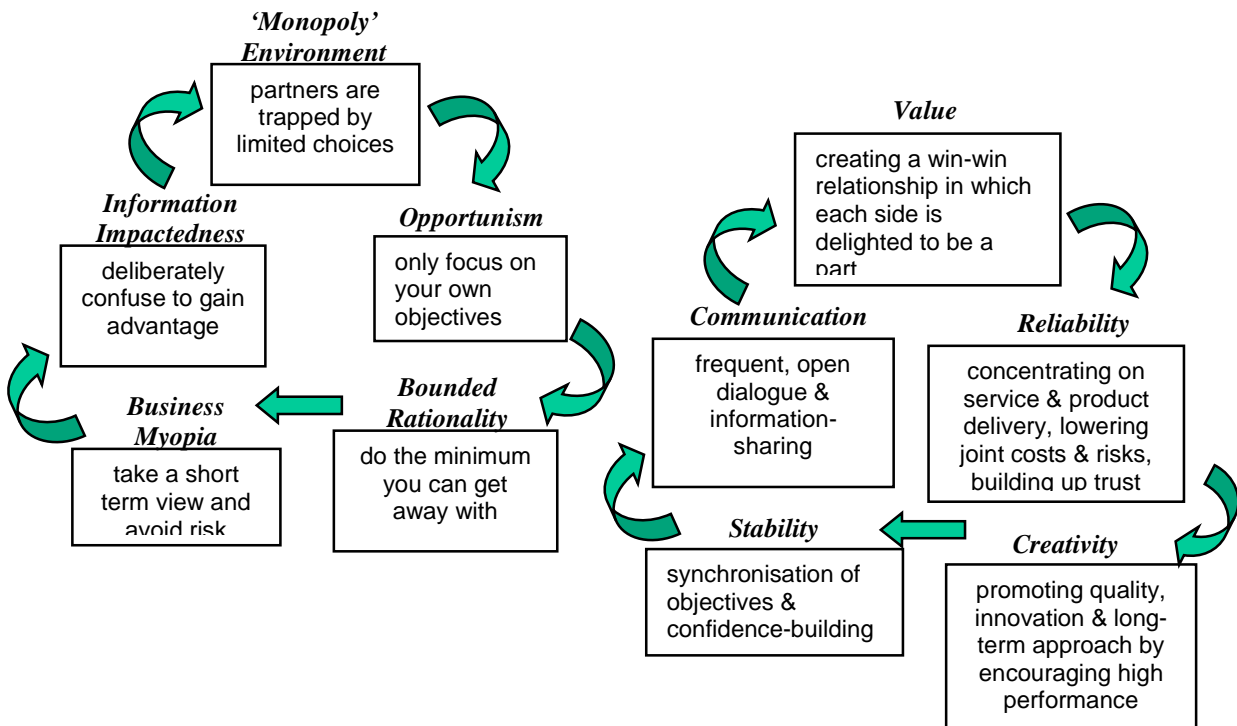 ‘Monopoly’
Environment
partners are
trapped by
limited choices
Opportunism
only focus on
your own
objectives
Bounded
Rationality
do the minimum
you can get
away with
Business
Myopia
take a short
term view and
avoid risk
Information
Impactedness
deliberately
confuse to gain
advantage
Value
creating a win-win
relationship in which
each side is
delighted to be a
part
Reliability
concentrating on
service & product
delivery, lowering
joint costs & risks,
building up trust
Creativity
promoting quality,
innovation & long-
term approach by
encouraging high
performance
Stability
synchronisation of
objectives &
confidence-building
Communication
frequent, open
dialogue &
information-
sharing